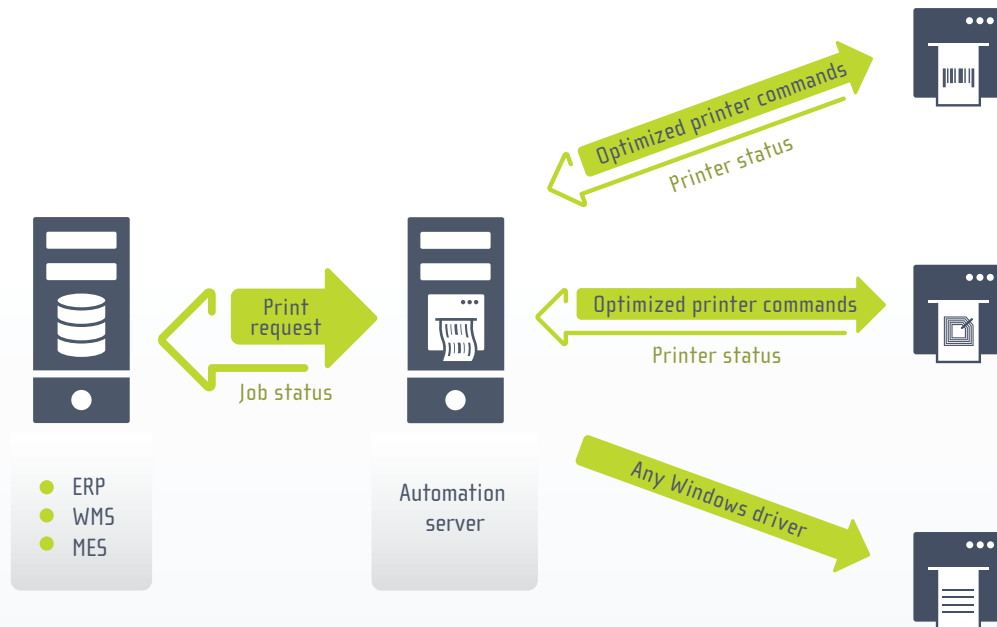 Optimized printer commands
Printer status
Print
request
Job status
Optimized printer commands
Printer status
Any Windows driver
ERP
WMS
MES
Automation
server